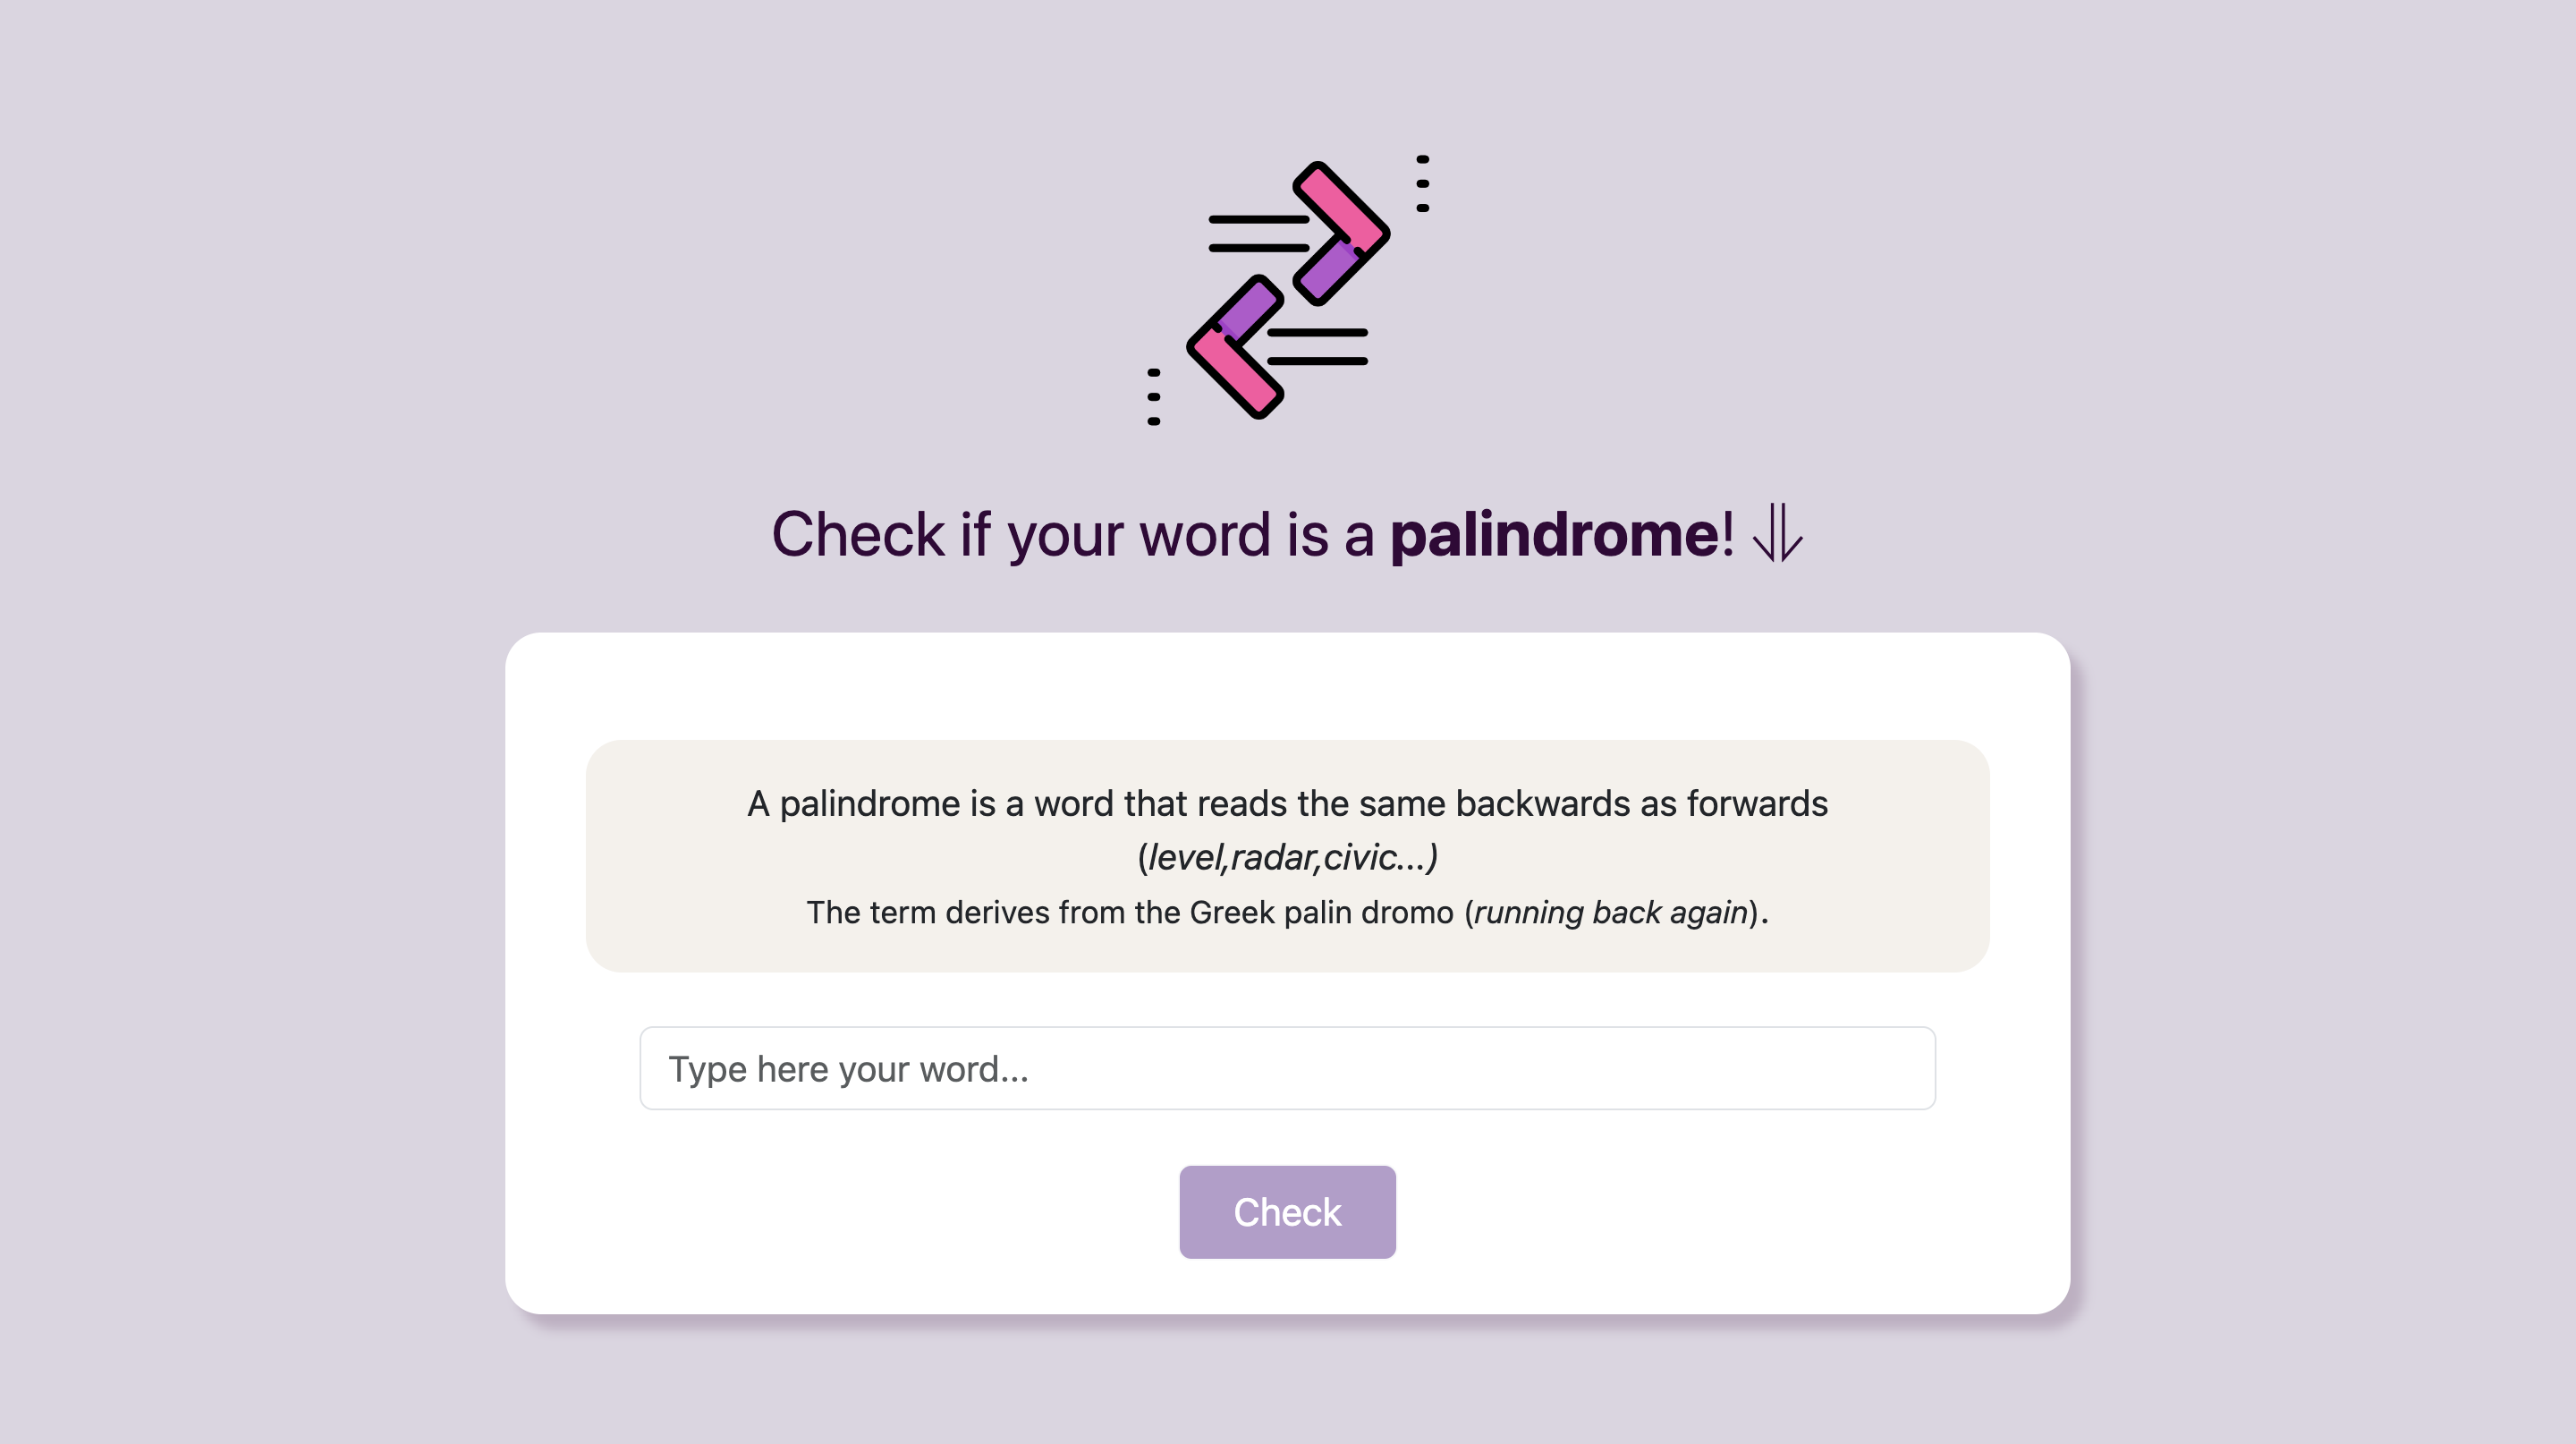 Check if your word is a palindrome! ⥥
A palindrome is a word that reads the same backwards as forwards
(level,radar,civic...)
The term derives from the Greek palin dromo (running back again).
Type here your word...
Check